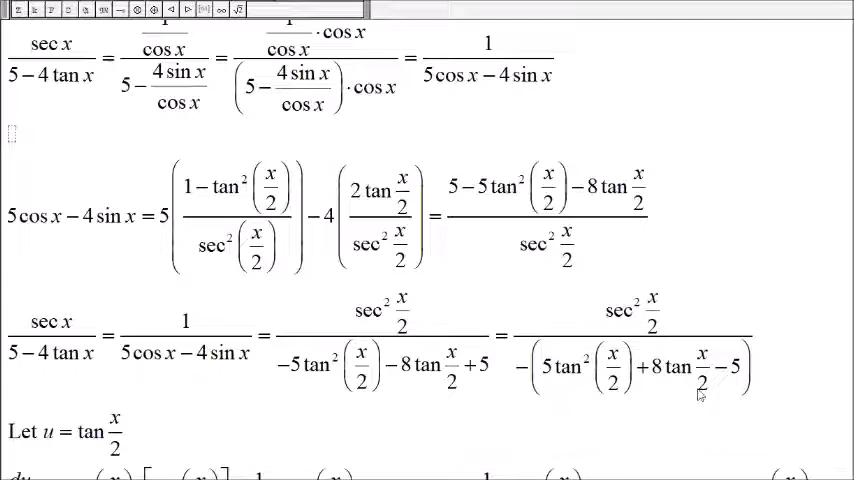 sec x / (5 − 4 tan x) = (1 / cos x) / (5 − (4 sin x / cos x)) = ((1 / cos x) · cos x) / ((5 − (4 sin x / cos x)) · cos x) = 1 / (5 cos x − 4 sin x)
5 cos x − 4 sin x = 5((1 − tan²(x/2)) / sec²(x/2)) − 4((2 tan x/2) / (sec² x/2)) = (5 − 5 tan²(x/2) − 8 tan x/2) / (sec² x/2)
sec x / (5 − 4 tan x) = 1 / (5 cos x − 4 sin x) = (sec² x/2) / (−5 tan²(x/2) − 8 tan x/2 + 5) = (sec² x/2) / (−(5 tan²(x/2) + 8 tan x/2 − 5))
Let u = tan x/2